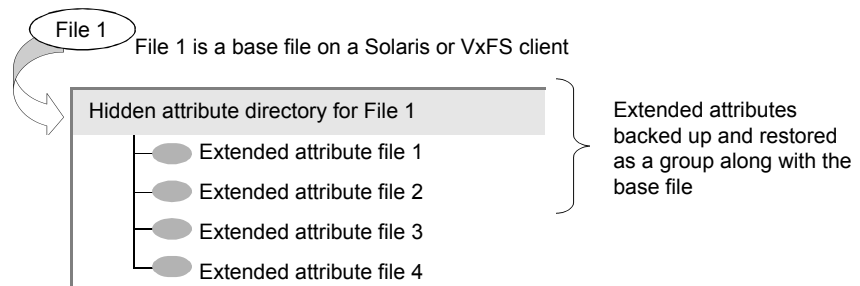 File 1
File 1 is a base file on a Solaris or VxFS client
Hidden attribute directory for File 1
Extended attribute file 1
Extended attribute file 2
Extended attribute file 3
Extended attribute file 4
Extended attributes
backed up and restored
as a group along with the
base file